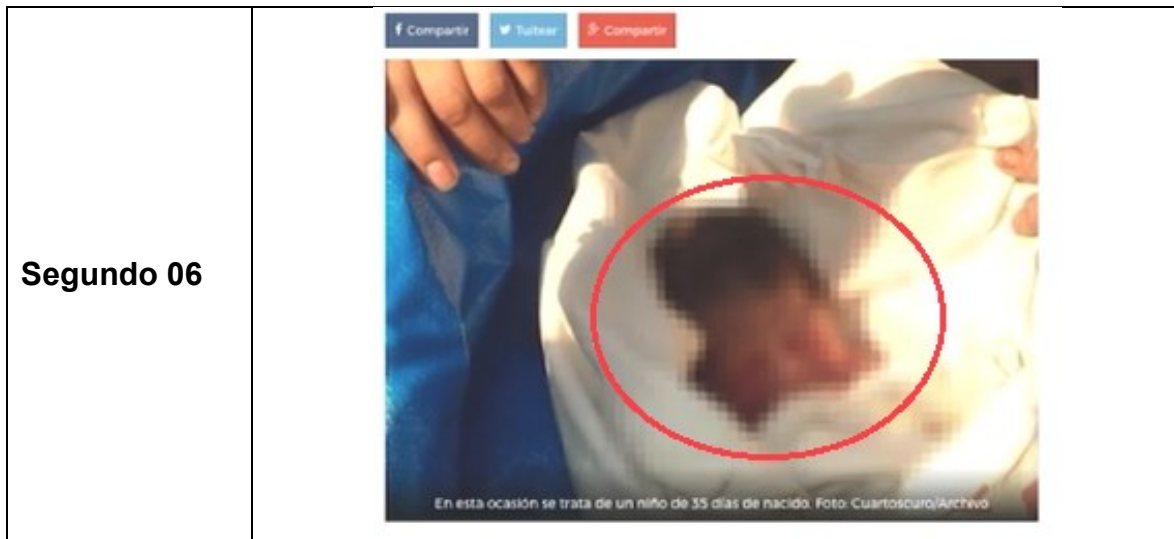 Compartir Tuitear Compartir
Segundo 06
En esta ocasión se trata de un niño de 35 días de nacido. Foto: Cuartoscuro/Archivo